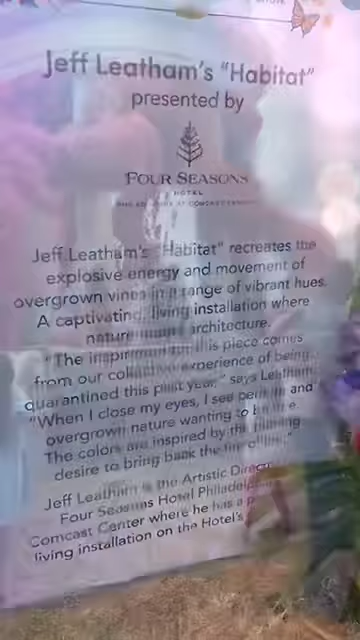 Jeff Leatham's "Habitat"
presented by
FOUR SEASONS
HOTEL
Jeff Leatham's "Habitat" recreates the
explosive energy and movement of
overgrown vines in a range of vibrant hues.
A captivating, living installation where
nature architecture.
"The inspiration for this piece comes
from our collective experience of being
quarantined this past year," says Leatham.
"When I close my eyes, I see and
overgrown nature wanting to
The colors are inspired by the
desire to bring back the
Jeff Leatham is the Artistic
Four Seasons Hotel
Comcast Center where he has a
living installation on the Hotel's